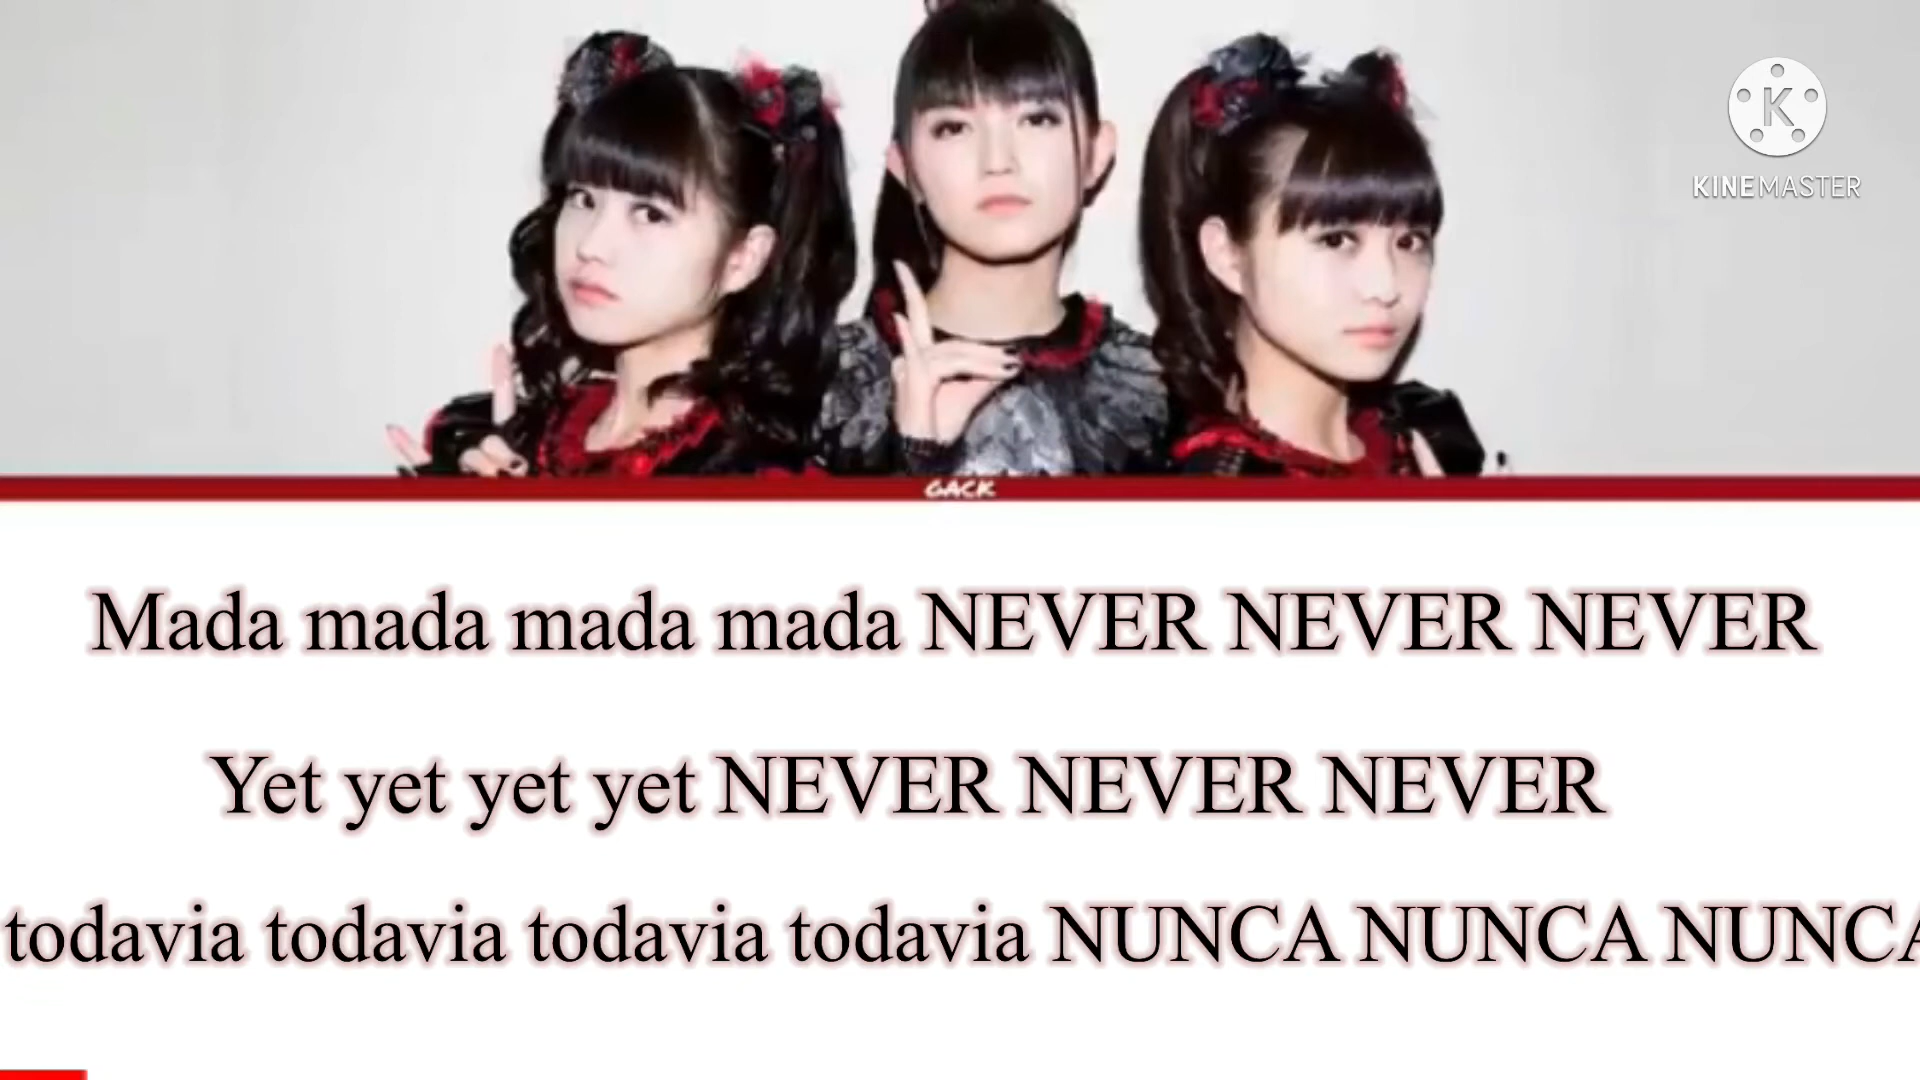 KINEMASTER
GACK
Mada mada mada mada NEVER NEVER NEVER
Yet yet yet yet NEVER NEVER NEVER
todavia todavia todavia todavia NUNCA NUNCA NUNCA